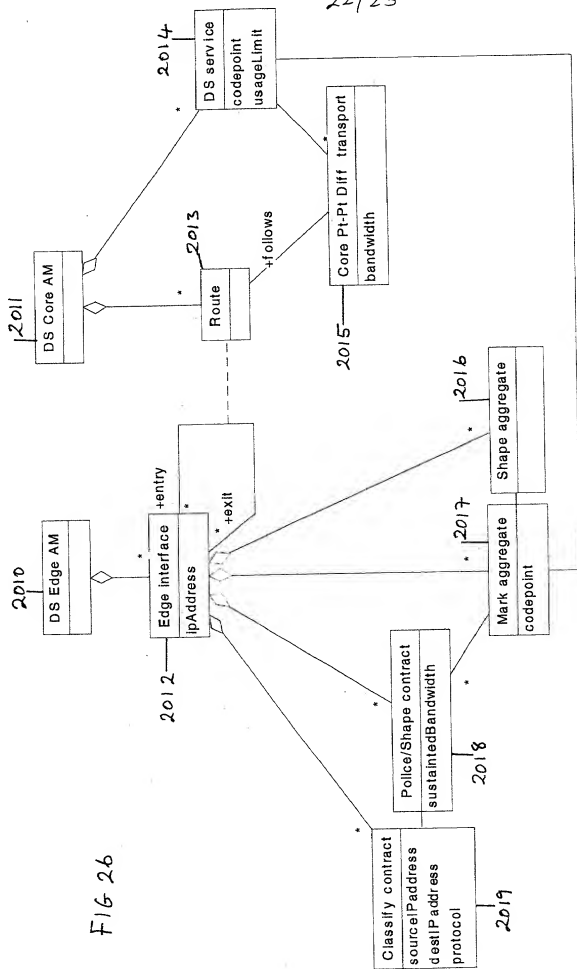 22/23
2014
DS service
codepoint
usageLimit
*
2011
DS Core AM
*
2013
Route
+follows
*
Core Pt-Pt Diff transport
bandwidth
2015
2010
DS Edge AM
*
Edge interface
ipAddress
2012
+entry
*
*
+exit
2016
Shape aggregate
*
2017
Mark aggregate
codepoint
*
*
Police/Shape contract
sustaintedBandwidth
2018
*
Classify contract
sourceIPaddress
destIPaddress
protocol
2019
*
FIG 26